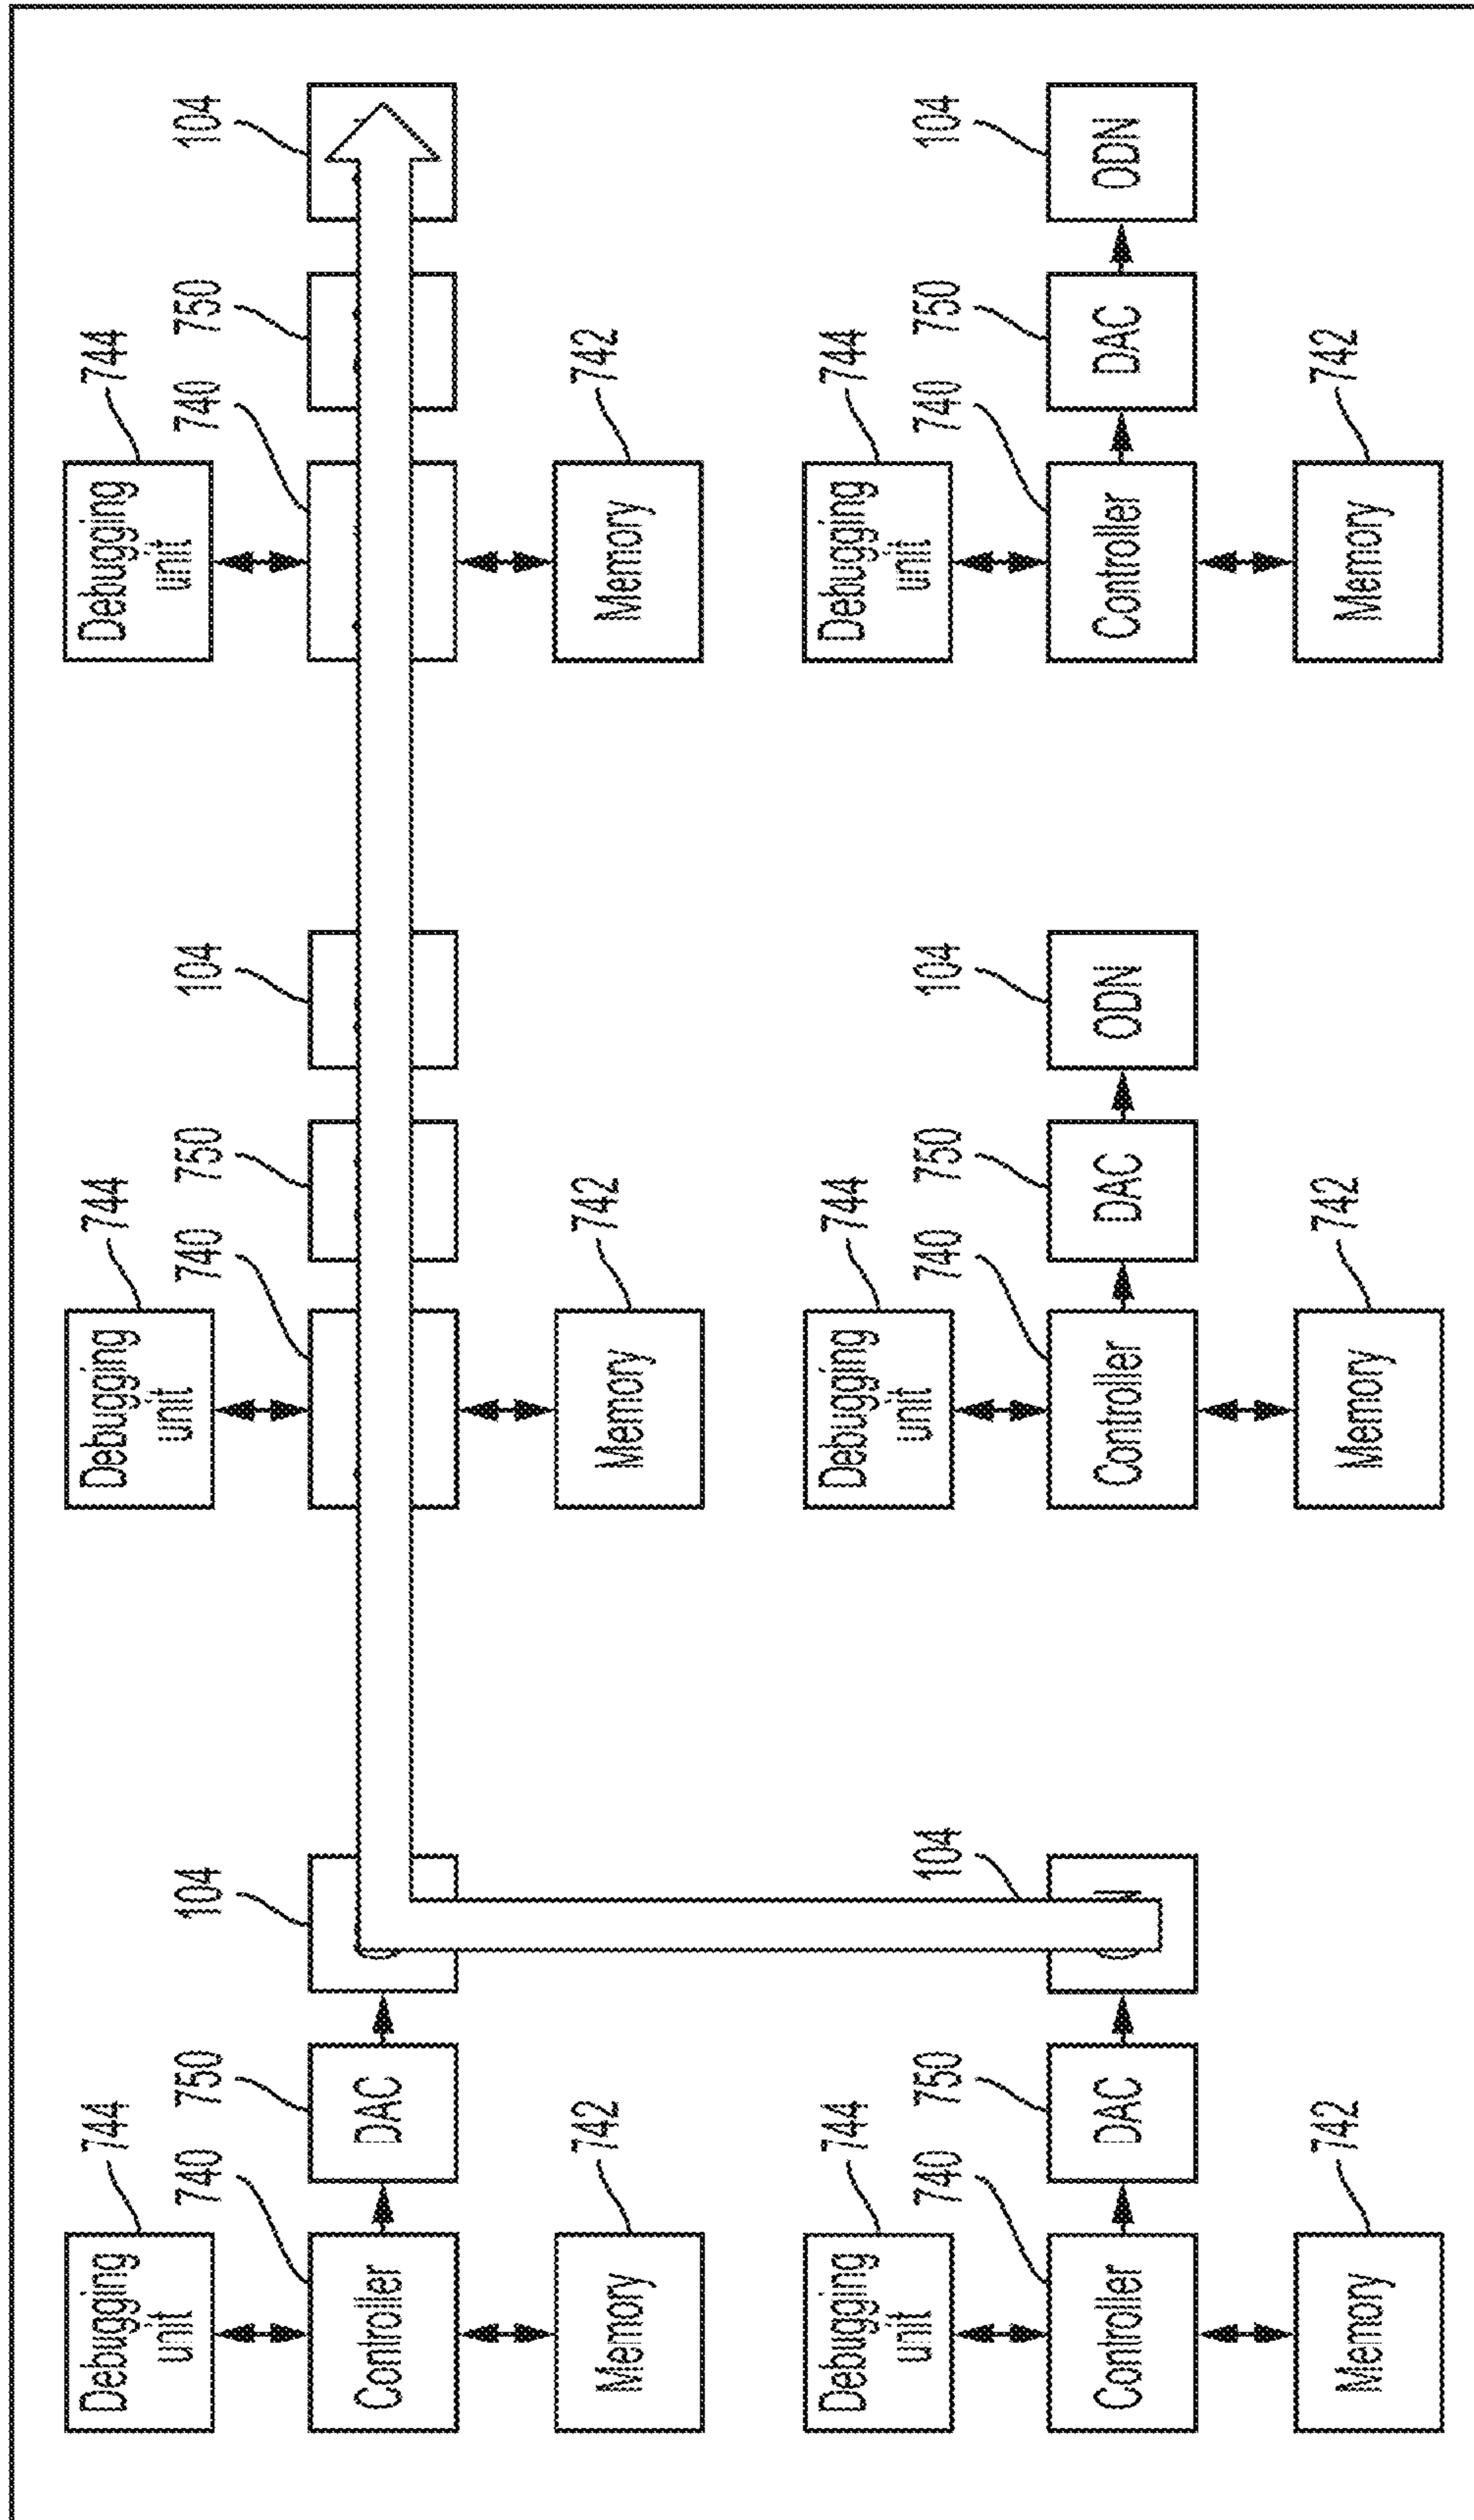 744
Debugging
unit
740
750
104
Controller
DAC
742
Memory
744
Debugging
unit
740
750
104
742
Memory
744
Debugging
unit
740
750
104
742
Memory
744
Debugging
unit
740
750
104
Controller
DAC
742
Memory
744
Debugging
unit
740
750
104
Controller
DAC
ODN
742
Memory
744
Debugging
unit
740
750
104
Controller
DAC
ODN
742
Memory